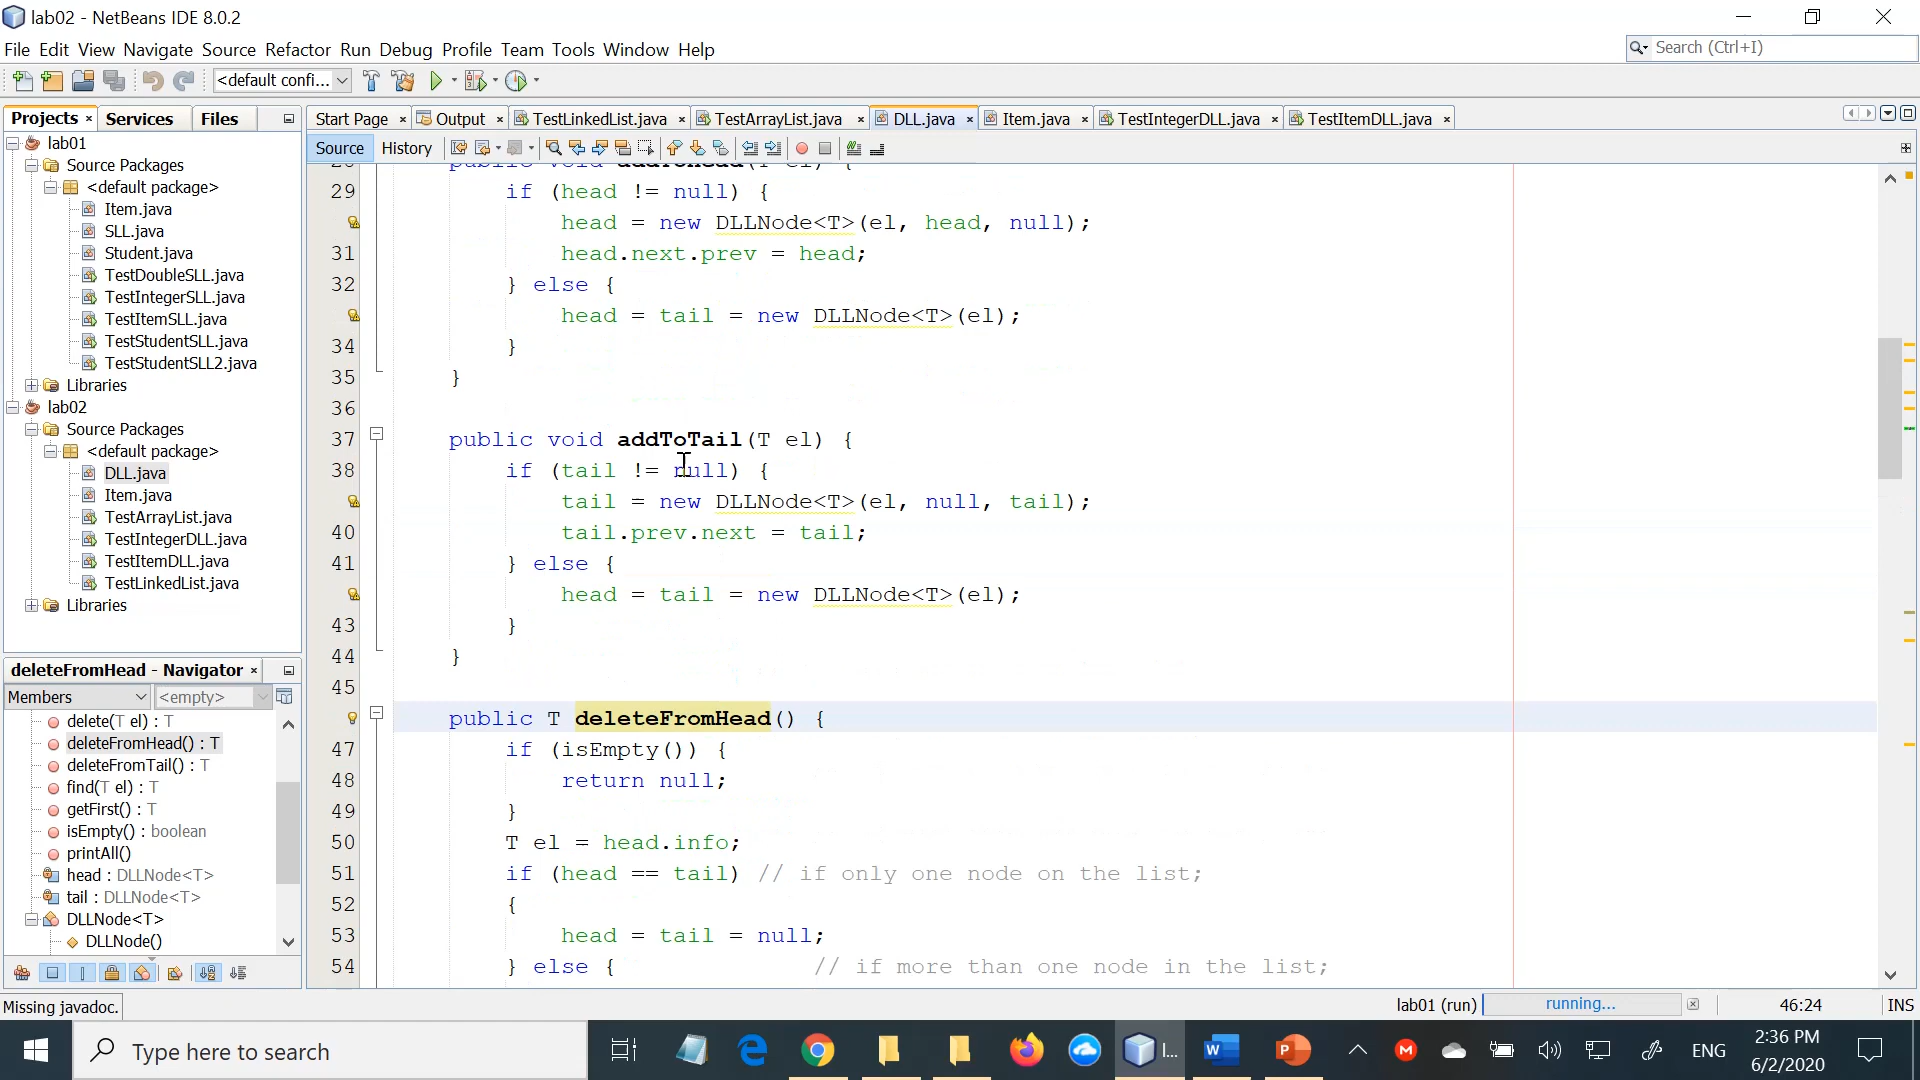 lab02 - NetBeans IDE 8.0.2
File Edit View Navigate Source Refactor Run Debug Profile Team Tools Window Help
Search (Ctrl+I)
<default confi...
Projects Services Files
Start Page Output TestLinkedList.java TestArrayList.java DLL.java Item.java TestIntegerDLL.java TestItemDLL.java
Source History
lab01
Source Packages
<default package>
Item.java
SLL.java
Student.java
TestDoubleSLL.java
TestIntegerSLL.java
TestItemSLL.java
TestStudentSLL.java
TestStudentSLL2.java
Libraries
lab02
Source Packages
<default package>
DLL.java
Item.java
TestArrayList.java
TestIntegerDLL.java
TestItemDLL.java
TestLinkedList.java
Libraries
deleteFromHead - Navigator
Members <empty>
delete(T el) : T
deleteFromHead() : T
deleteFromTail() : T
find(T el) : T
getFirst() : T
isEmpty() : boolean
printAll()
head : DLLNode<T>
tail : DLLNode<T>
DLLNode<T>
DLLNode()
public void addToHead(T el) {
29 if (head != null) {
head = new DLLNode<T>(el, head, null);
31 head.next.prev = head;
32 } else {
head = tail = new DLLNode<T>(el);
34 }
35 }
36
37 public void addToTail(T el) {
38 if (tail != null) {
tail = new DLLNode<T>(el, null, tail);
40 tail.prev.next = tail;
41 } else {
head = tail = new DLLNode<T>(el);
43 }
44 }
45
public T deleteFromHead() {
47 if (isEmpty()) {
48 return null;
49 }
50 T el = head.info;
51 if (head == tail) // if only one node on the list;
52 {
53 head = tail = null;
54 } else { // if more than one node in the list;
Missing javadoc.
lab01 (run) running... 46:24 INS
Type here to search
I...
ENG
2:36 PM
6/2/2020